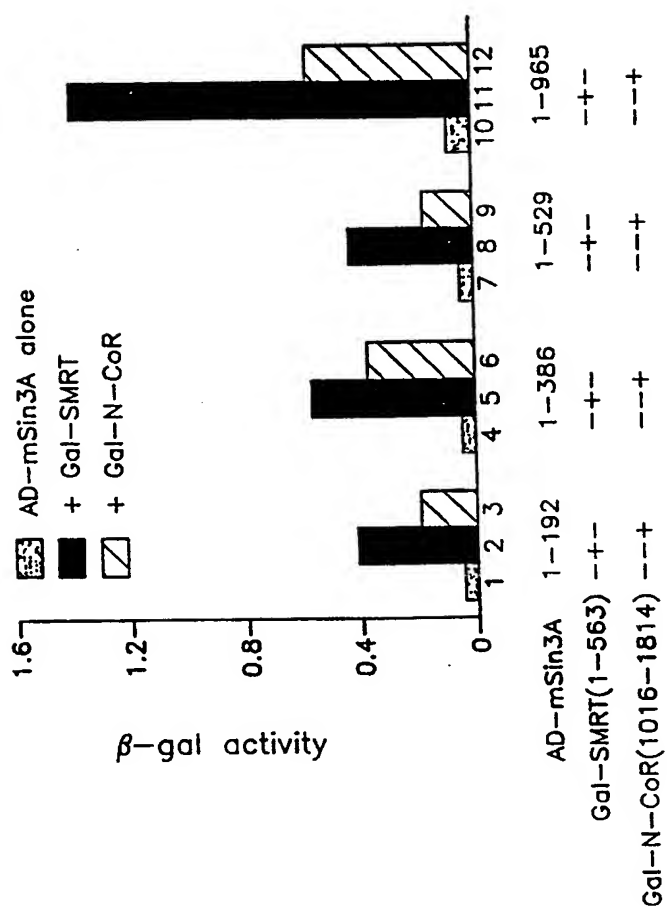 AD-mSin3A alone
+ Gal-SMRT
+ Gal-N-CoR
β-gal activity
1.6
1.2
0.8
0.4
0
1 2 3 4 5 6 7 8 9 10 11 12
AD-mSin3A 1-192 1-386 1-529 1-965
Gal-SMRT(1-563) -+- -+- -+- -+-
Gal-N-CoR(1016-1814) --+ --+ --+ --+